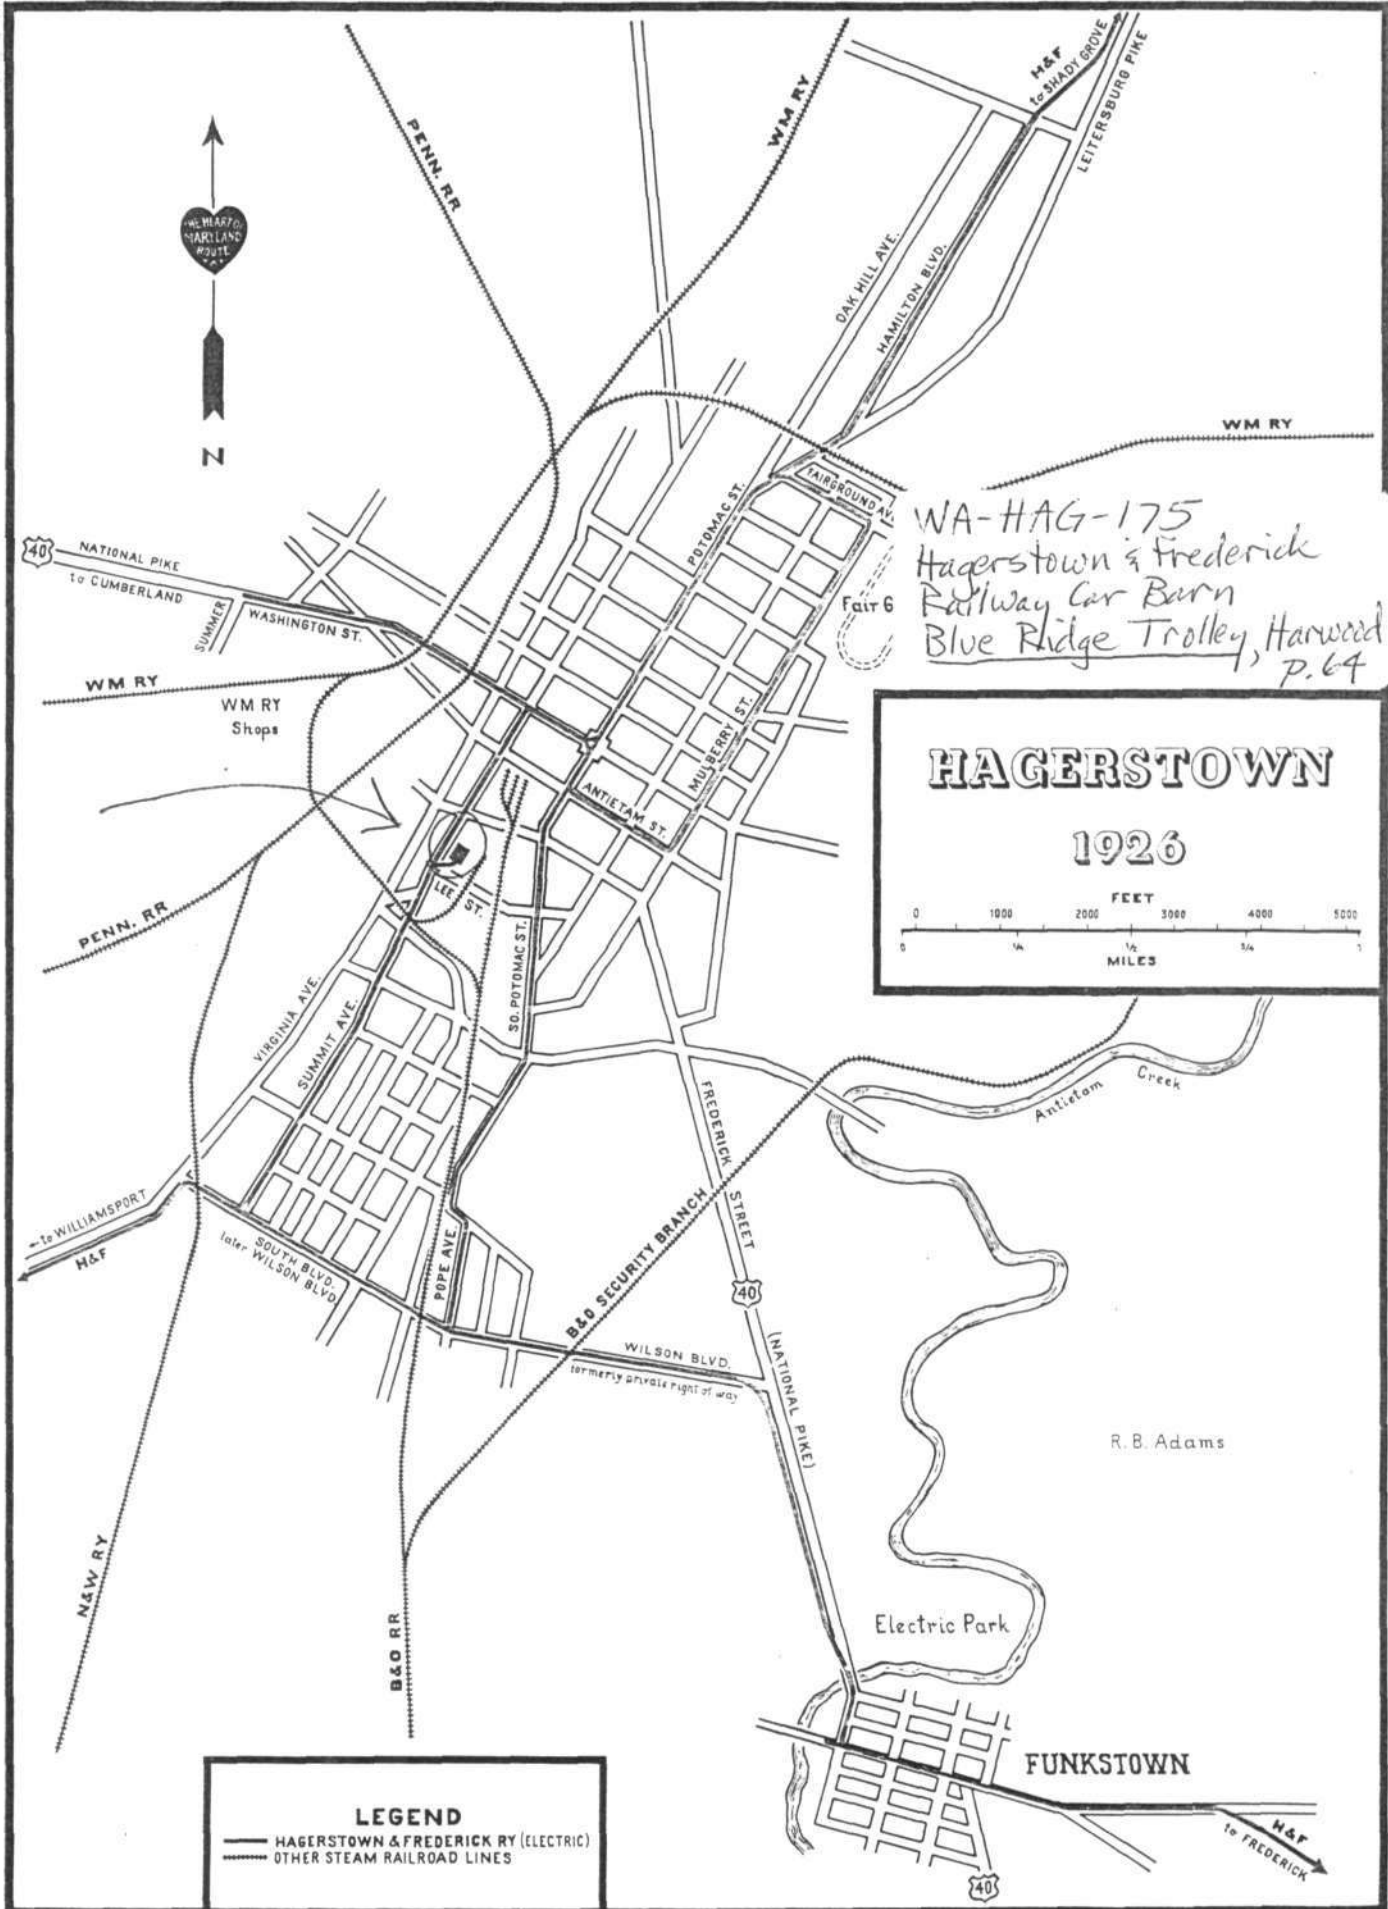 PENN. RR
WM RY
H&F
to SHADY GROVE
LEITERSBURG PIKE
THE HEART OF
MARYLAND
ROUTE
N
OAK HILL AVE.
HAMILTON BLVD.
WM RY
POTOMAC ST.
FAIRGROUND AV
WA-HAG-175
Hagerstown & Frederick
Railway Car Barn
Blue Ridge Trolley, Harwood
p. 64
40
NATIONAL PIKE
to CUMBERLAND
SUMMER
WASHINGTON ST.
Fair G
WM RY
WM RY
Shops
MULBERRY ST.
ANTIETAM ST.
HAGERSTOWN
1926
FEET
0 1000 2000 3000 4000 5000
0 1/4 1/2 3/4 1
MILES
LEE ST.
PENN. RR
SO. POTOMAC ST.
VIRGINIA AVE.
SUMMIT AVE.
FREDERICK STREET
Antietam Creek
to WILLIAMSPORT
H&F
SOUTH BLVD.
later WILSON BLVD.
POPE AVE.
B&O SECURITY BRANCH
40
WILSON BLVD.
formerly private right of way
(NATIONAL PIKE)
R. B. Adams
N&W RY
B&O RR
Electric Park
FUNKSTOWN
H&F
to FREDERICK
40
LEGEND
HAGERSTOWN & FREDERICK RY (ELECTRIC)
OTHER STEAM RAILROAD LINES